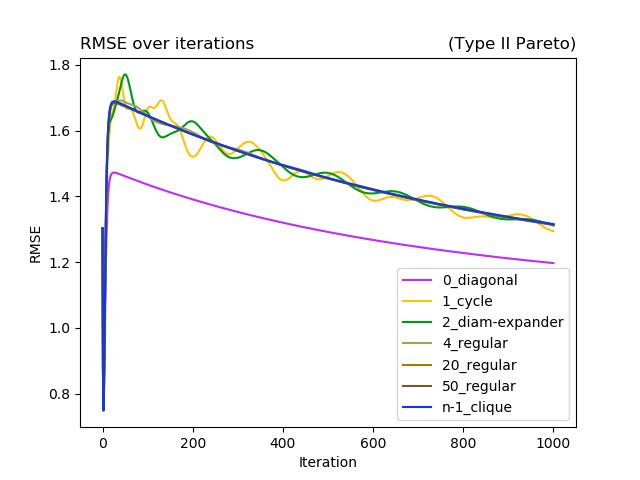 RMSE over iterations (Type II Pareto)
1.8
1.6
1.4
1.2
1.0
0.8
RMSE
0_diagonal
1_cycle
2_diam-expander
4_regular
20_regular
50_regular
n-1_clique
0 200 400 600 800 1000
Iteration